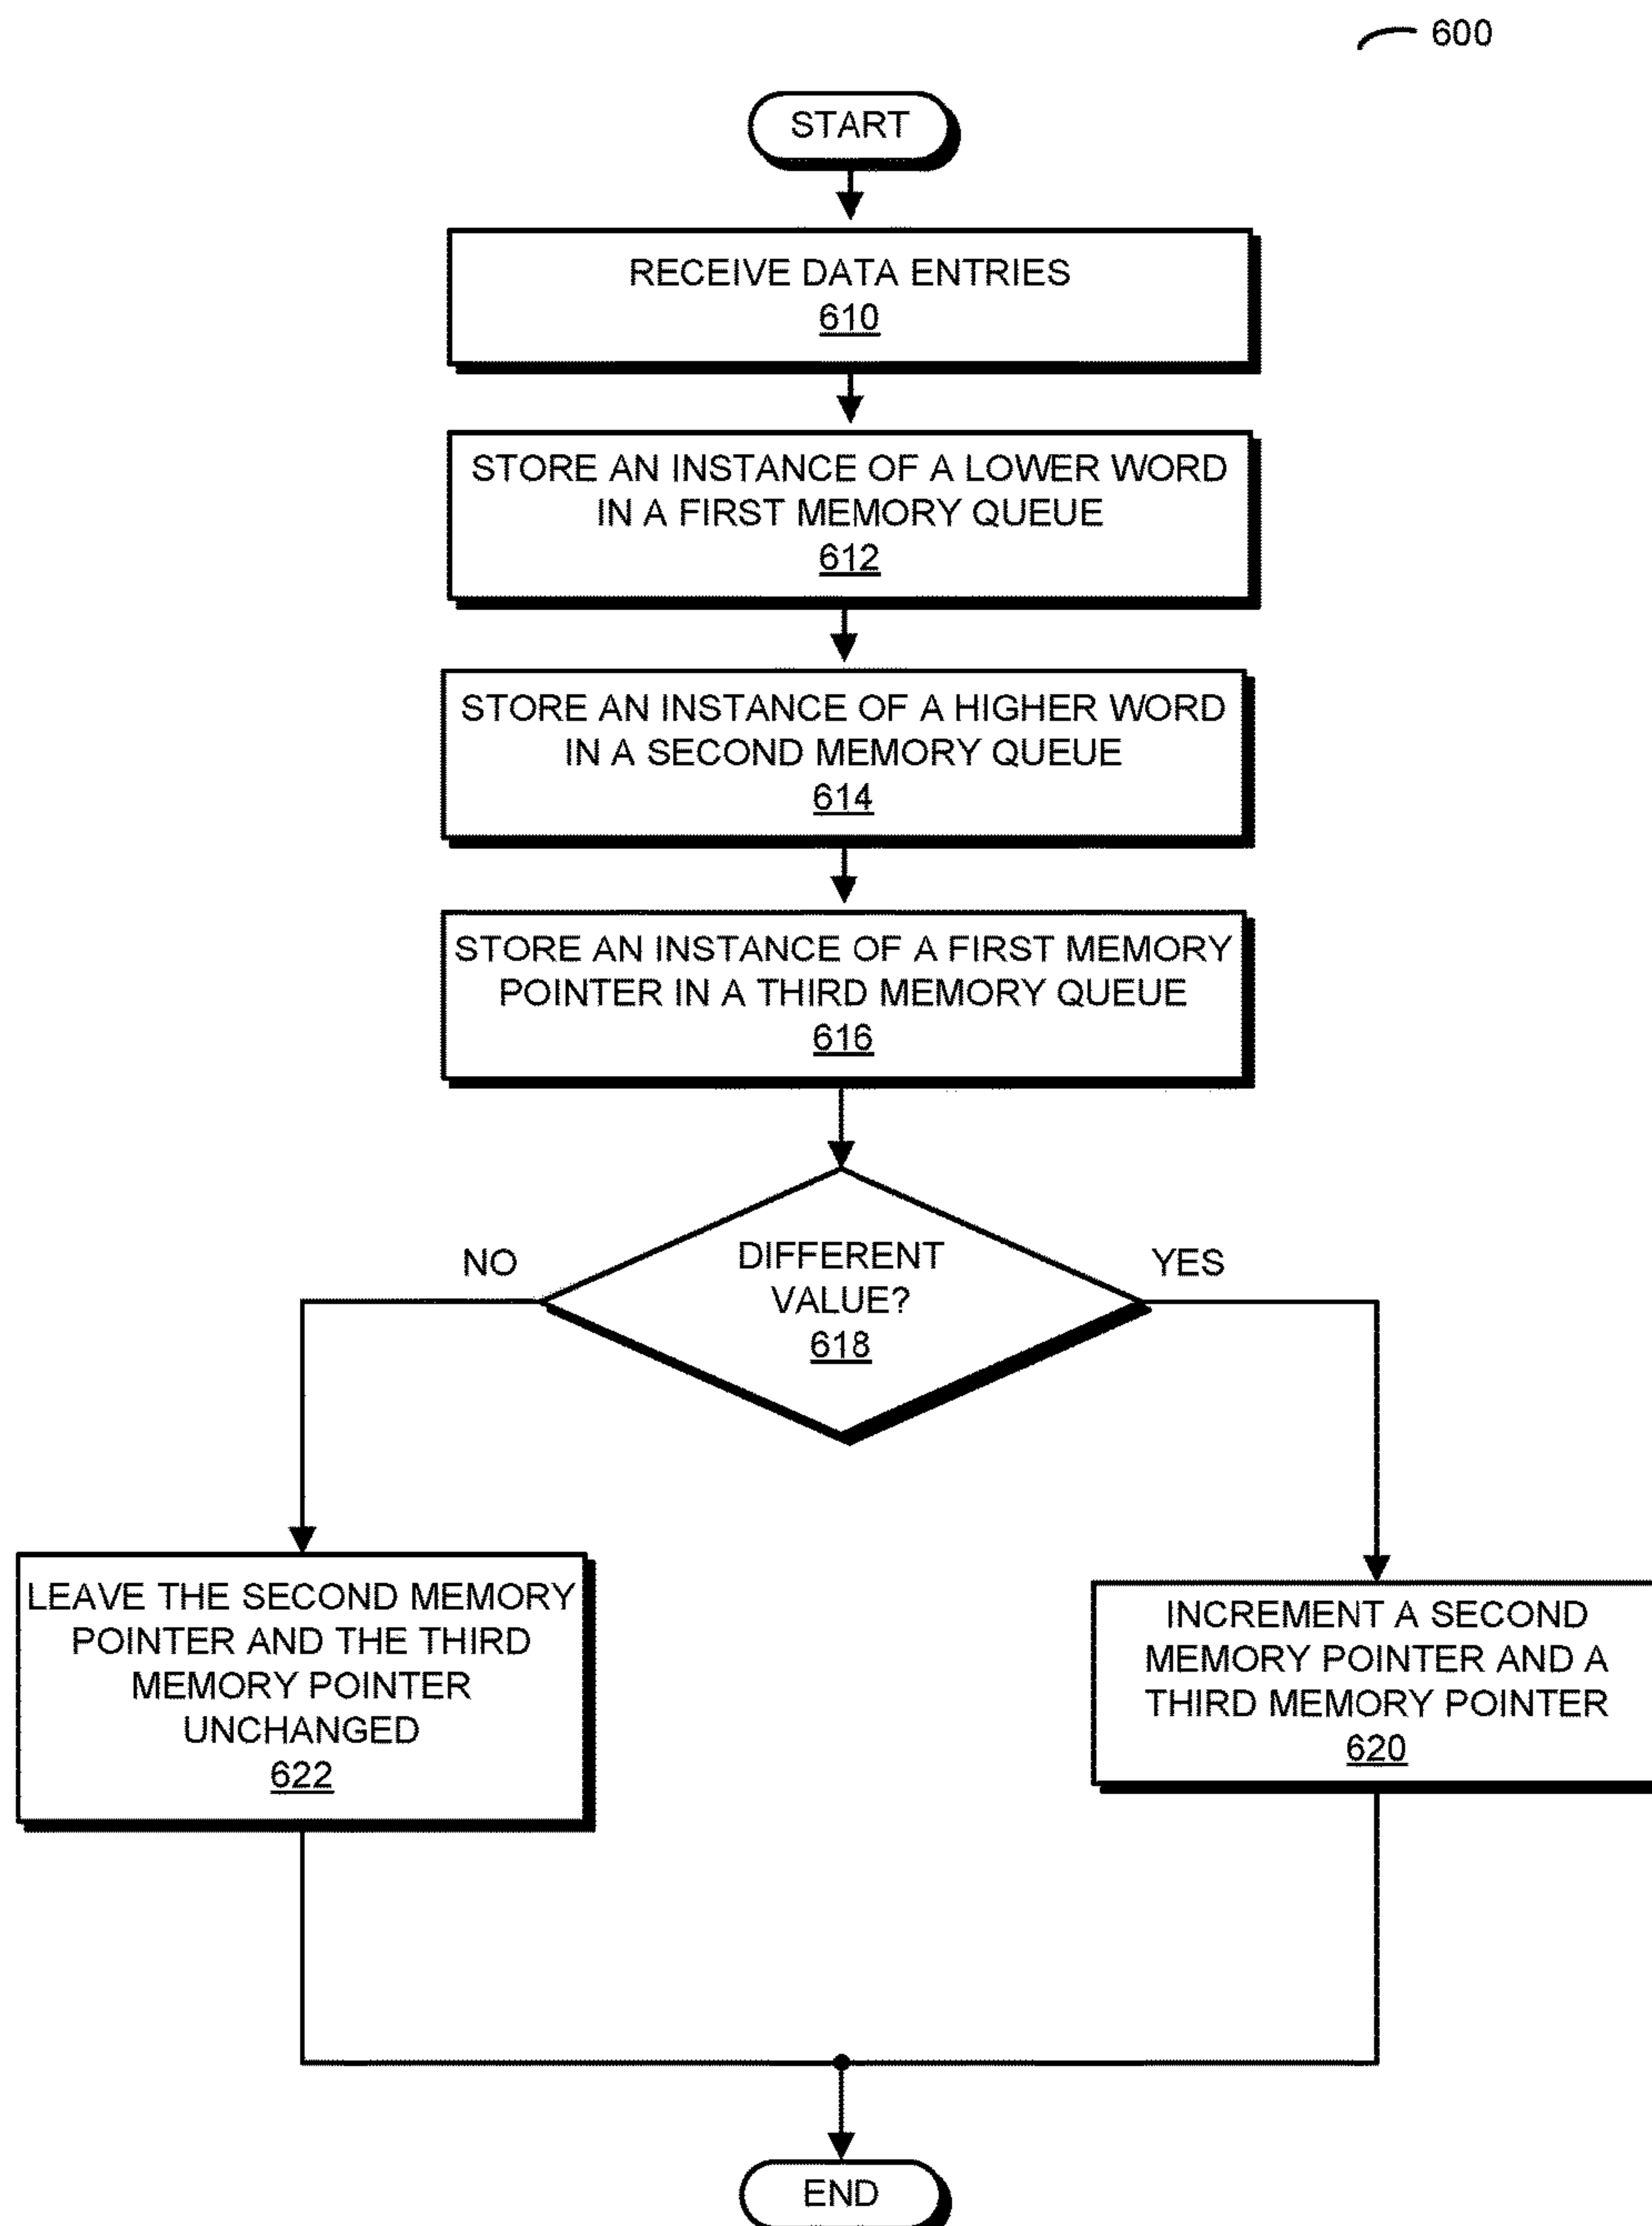 600
START
RECEIVE DATA ENTRIES
610
STORE AN INSTANCE OF A LOWER WORD
IN A FIRST MEMORY QUEUE
612
STORE AN INSTANCE OF A HIGHER WORD
IN A SECOND MEMORY QUEUE
614
STORE AN INSTANCE OF A FIRST MEMORY
POINTER IN A THIRD MEMORY QUEUE
616
NO
DIFFERENT
VALUE?
618
YES
LEAVE THE SECOND MEMORY
POINTER AND THE THIRD
MEMORY POINTER
UNCHANGED
622
INCREMENT A SECOND
MEMORY POINTER AND A
THIRD MEMORY POINTER
620
END